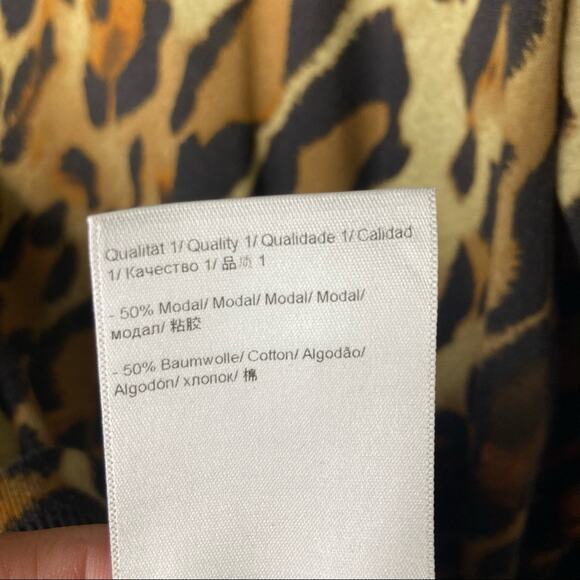 Qualität 1/ Quality 1/ Qualidade 1/ Calidad
1/ Качество 1/ 品质 1
- 50% Modal/ Modal/ Modal/ Modal/
модал/ 粘胶
- 50% Baumwolle/ Cotton/ Algodão/
Algodón/ хлопок/ 棉